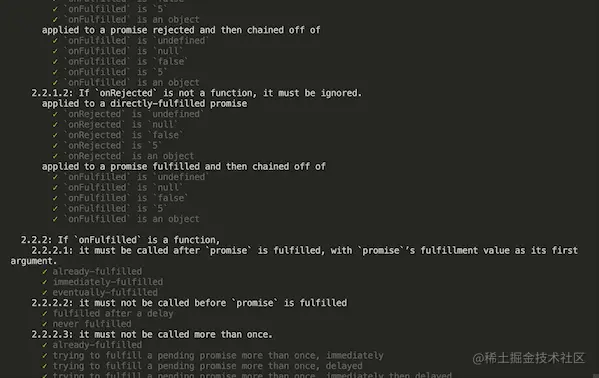 ✓ `onFulfilled` is `false`
✓ `onFulfilled` is `5`
✓ `onFulfilled` is an object
applied to a promise rejected and then chained off of
✓ `onFulfilled` is `undefined`
✓ `onFulfilled` is `null`
✓ `onFulfilled` is `false`
✓ `onFulfilled` is `5`
✓ `onFulfilled` is an object
2.2.1.2: If `onRejected` is not a function, it must be ignored.
applied to a directly-fulfilled promise
✓ `onRejected` is `undefined`
✓ `onRejected` is `null`
✓ `onRejected` is `false`
✓ `onRejected` is `5`
✓ `onRejected` is an object
applied to a promise fulfilled and then chained off of
✓ `onFulfilled` is `undefined`
✓ `onFulfilled` is `null`
✓ `onFulfilled` is `false`
✓ `onFulfilled` is `5`
✓ `onFulfilled` is an object
2.2.2: If `onFulfilled` is a function,
2.2.2.1: it must be called after `promise` is fulfilled, with `promise`’s fulfillment value as its first
argument.
✓ already-fulfilled
✓ immediately-fulfilled
✓ eventually-fulfilled
2.2.2.2: it must not be called before `promise` is fulfilled
✓ fulfilled after a delay
✓ never fulfilled
2.2.2.3: it must not be called more than once.
✓ already-fulfilled
✓ trying to fulfill a pending promise more than once, immediately
✓ trying to fulfill a pending promise more than once, delayed
✓ trying to fulfill a pending promise more than once, immediately then delayed
@稀土掘金技术社区